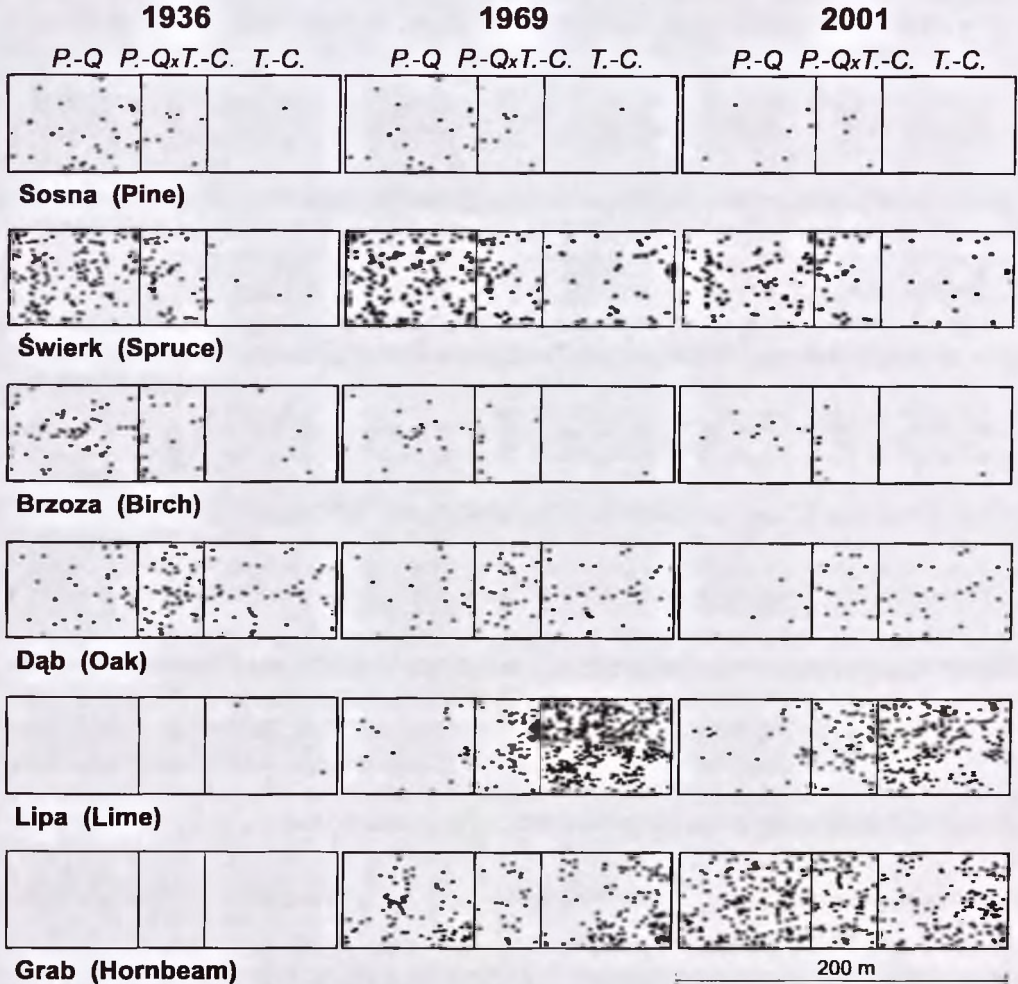 1936 1969 2001
P.-Q P.-QxT.-C. T.-C. P.-Q P.-QxT.-C. T.-C. P.-Q P.-QxT.-C. T.-C.
Sosna (Pine)
Świerk (Spruce)
Brzoza (Birch)
Dąb (Oak)
Lipa (Lime)
Grab (Hornbeam)
200 m